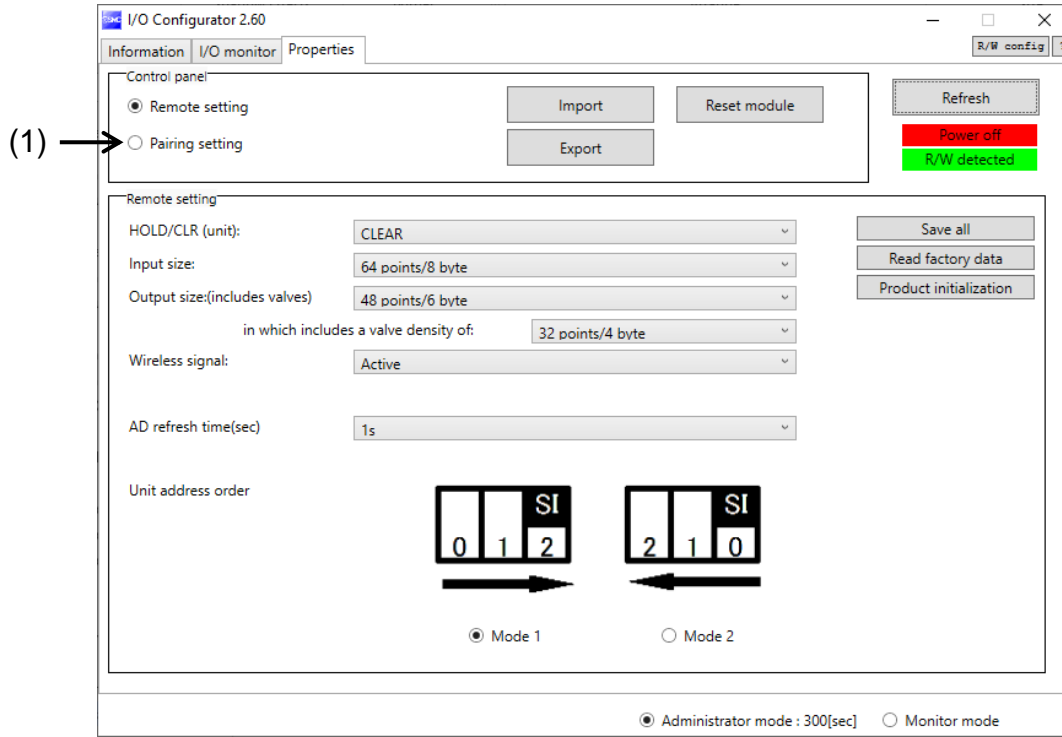 I/O Configurator 2.60
Information I/O monitor Properties
R/W config
Control panel
Remote setting Import Reset module Refresh
(1) Pairing setting Export Power off
R/W detected
Remote setting
HOLD/CLR (unit): CLEAR Save all
Input size: 64 points/8 byte Read factory data
Output size:(includes valves) 48 points/6 byte Product initialization
in which includes a valve density of: 32 points/4 byte
Wireless signal: Active
AD refresh time(sec) 1s
Unit address order
SI SI
0 1 2 2 1 0
Mode 1 Mode 2
Administrator mode : 300[sec] Monitor mode